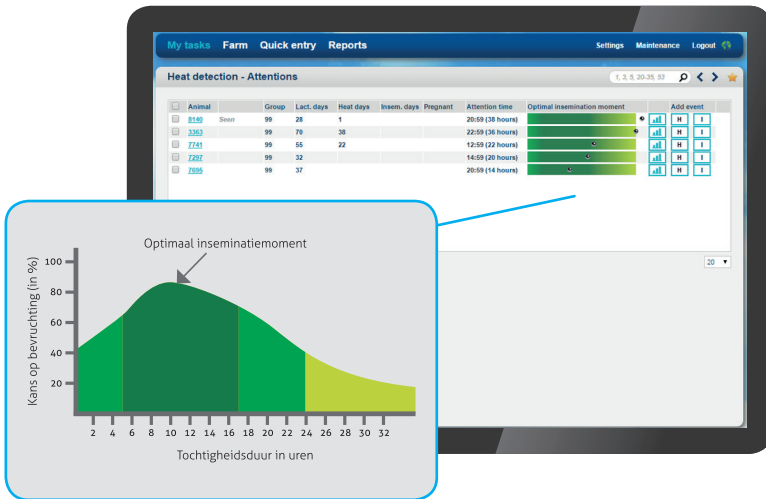 My tasks Farm Quick entry Reports Settings Maintenance Logout
Heat detection - Attentions 1, 3, 5, 20-35, 53
Animal Group Lact. days Heat days Insem. days Pregnant Attention time Optimal insemination moment Add event
8140 Seen 99 28 1 20:59 (38 hours) H I
3363 99 70 38 22:59 (36 hours) H I
7741 99 55 22 12:59 (22 hours) H I
7297 99 32 14:59 (20 hours) H I
7695 99 37 20:59 (14 hours) H I
20
Optimaal inseminatiemoment
Kans op bevruchting (in %)
100
80
60
40
20
2 4 6 8 10 12 14 16 18 20 22 24 26 28 30 32
Tochtigheidsduur in uren